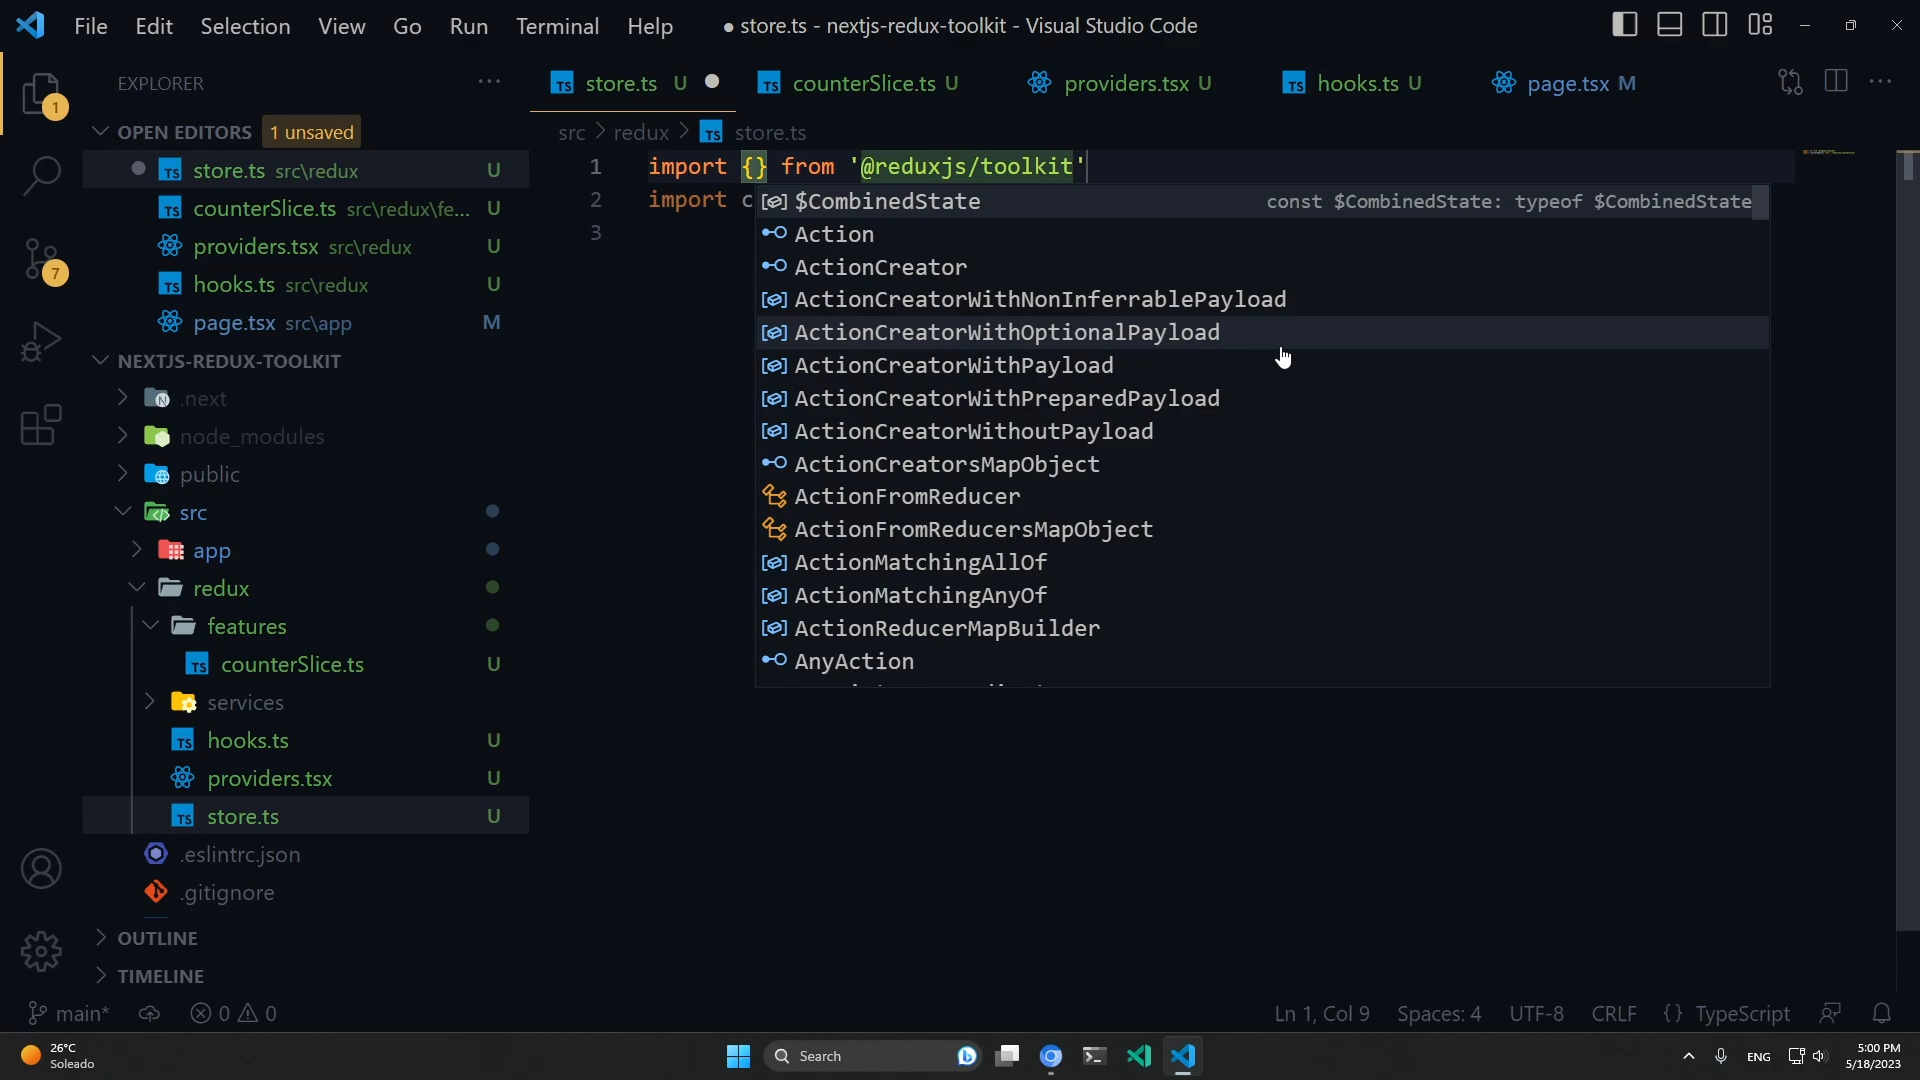 File Edit Selection View Go Run Terminal Help
● store.ts - nextjs-redux-toolkit - Visual Studio Code
EXPLORER
OPEN EDITORS 1 unsaved
store.ts src\redux U
counterSlice.ts src\redux\fe... U
providers.tsx src\redux U
hooks.ts src\redux U
page.tsx src\app M
NEXTJS-REDUX-TOOLKIT
.next
node_modules
public
src
app
redux
features
counterSlice.ts U
services
hooks.ts U
providers.tsx U
store.ts U
.eslintrc.json
.gitignore
OUTLINE
TIMELINE
1
7
store.ts U
counterSlice.ts U
providers.tsx U
hooks.ts U
page.tsx M
src > redux > TS store.ts
1 import {} from '@reduxjs/toolkit'
2 import c
3
$CombinedState const $CombinedState: typeof $CombinedState
Action
ActionCreator
ActionCreatorWithNonInferrablePayload
ActionCreatorWithOptionalPayload
ActionCreatorWithPayload
ActionCreatorWithPreparedPayload
ActionCreatorWithoutPayload
ActionCreatorsMapObject
ActionFromReducer
ActionFromReducersMapObject
ActionMatchingAllOf
ActionMatchingAnyOf
ActionReducerMapBuilder
AnyAction
main* 0 0 Ln 1, Col 9 Spaces: 4 UTF-8 CRLF {} TypeScript
26°C
Soleado
Search
ENG
5:00 PM
5/18/2023